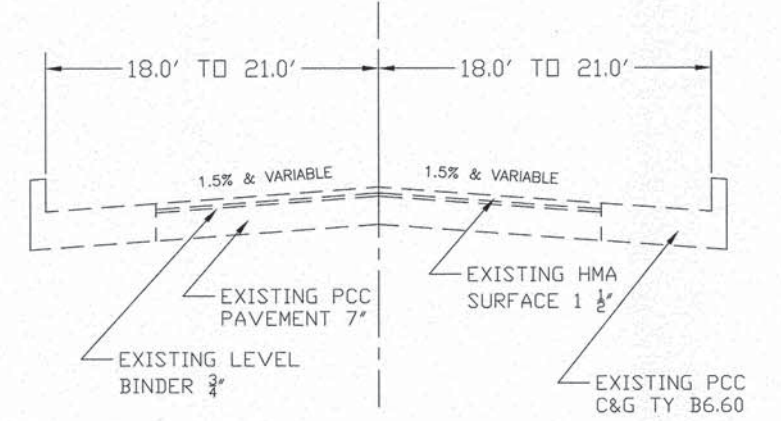 18.0' TO 21.0'
18.0' TO 21.0'
1.5% & VARIABLE
1.5% & VARIABLE
EXISTING HMA
SURFACE 1 1/2"
EXISTING PCC
PAVEMENT 7"
EXISTING LEVEL
BINDER 3/4"
EXISTING PCC
C&G TY B6.60